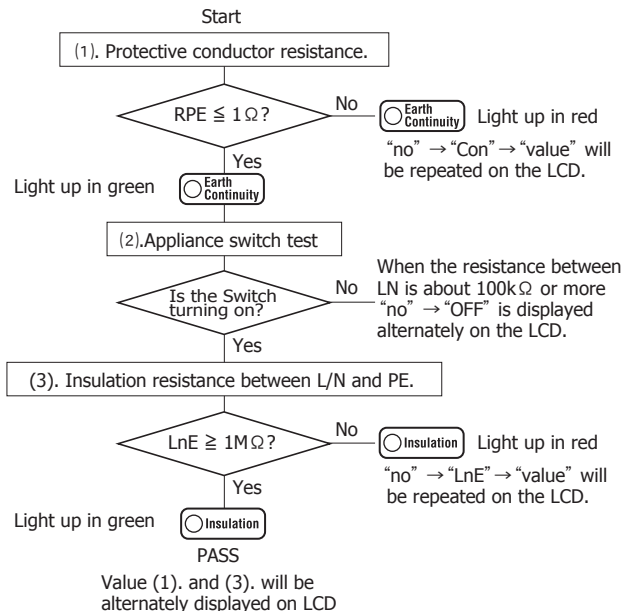 Start
(1). Protective conductor resistance.
RPE ≦ 1Ω?
No
Earth
Continuity
Light up in red
“no” →“Con”→“value” will
be repeated on the LCD.
Yes
Light up in green
Earth
Continuity
(2).Appliance switch test
Is the Switch
turning on?
No
When the resistance between
LN is about 100kΩ or more
“no” →“OFF” is displayed
alternately on the LCD.
Yes
(3). Insulation resistance between L/N and PE.
LnE ≧ 1MΩ?
No
Insulation
Light up in red
“no” →“LnE”→“value” will
be repeated on the LCD.
Yes
Light up in green
Insulation
PASS
Value (1). and (3). will be
alternately displayed on LCD